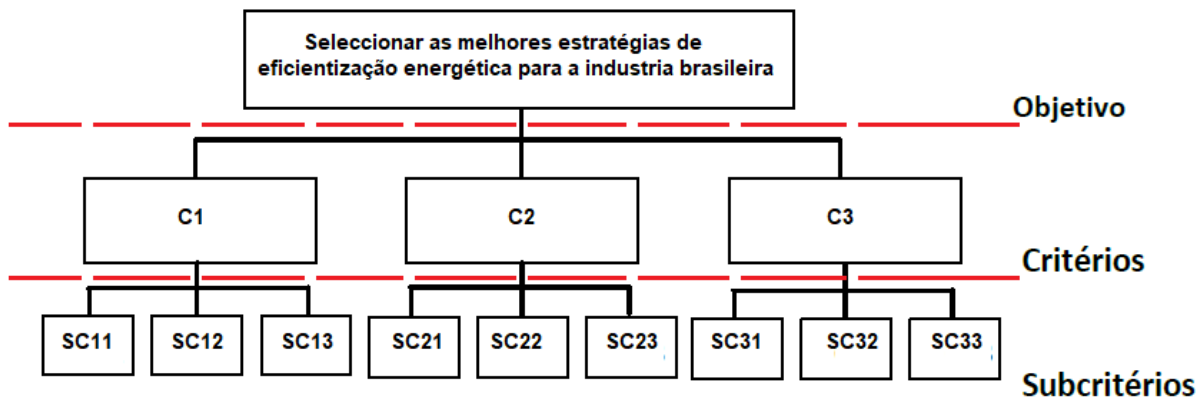 Seleccionar as melhores estratégias de
eficientização energética para a industria brasileira
Objetivo
C1
C2
C3
Critérios
SC11
SC12
SC13
SC21
SC22
SC23
SC31
SC32
SC33
Subcritérios